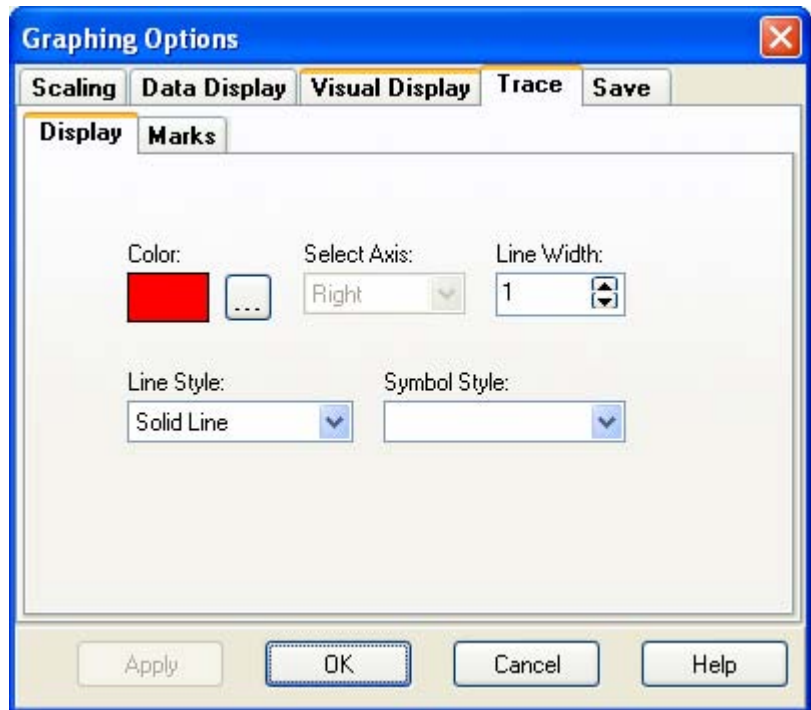 Graphing Options
Scaling Data Display Visual Display Trace Save
Display Marks
Color: Select Axis: Line Width:
... Right 1
Line Style: Symbol Style:
Solid Line
Apply OK Cancel Help